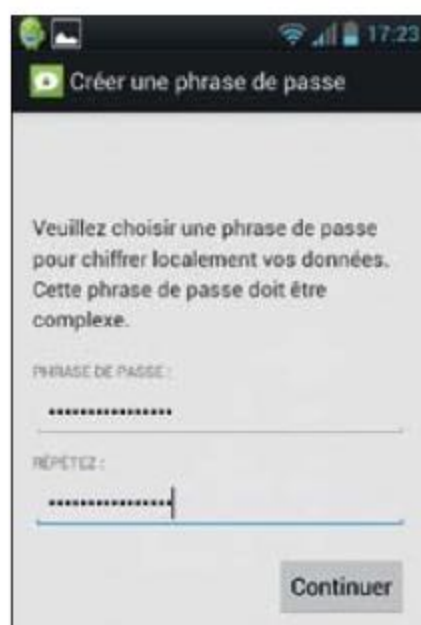 17:23
Créer une phrase de passe
Veuillez choisir une phrase de passe
pour chiffrer localement vos données.
Cette phrase de passe doit être
complexe.
PHRASE DE PASSE :
••••••••••••••••
RÉPÉTEZ :
••••••••••••••••
Continuer